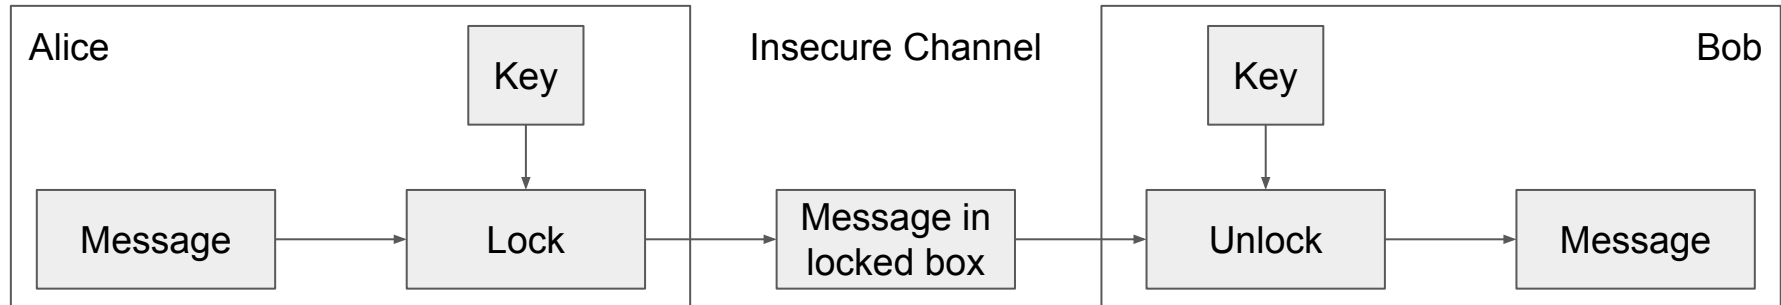 Alice
Key
Insecure Channel
Key
Bob
Message
Lock
Message in
locked box
Unlock
Message